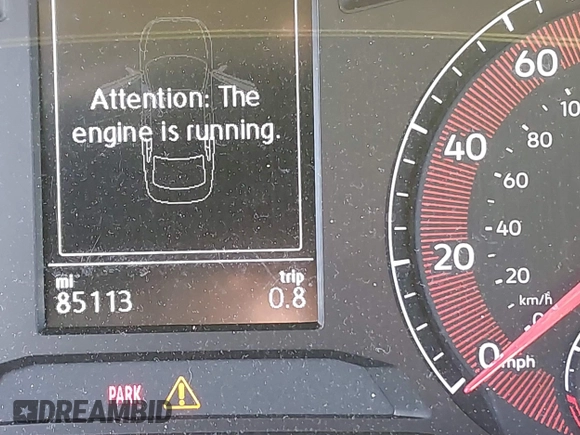 Attention: The
engine is running.
mi
85113
trip
0.8
60
40
20
0 mph
80
60
40
20
km/h
PARK
DREAMBID